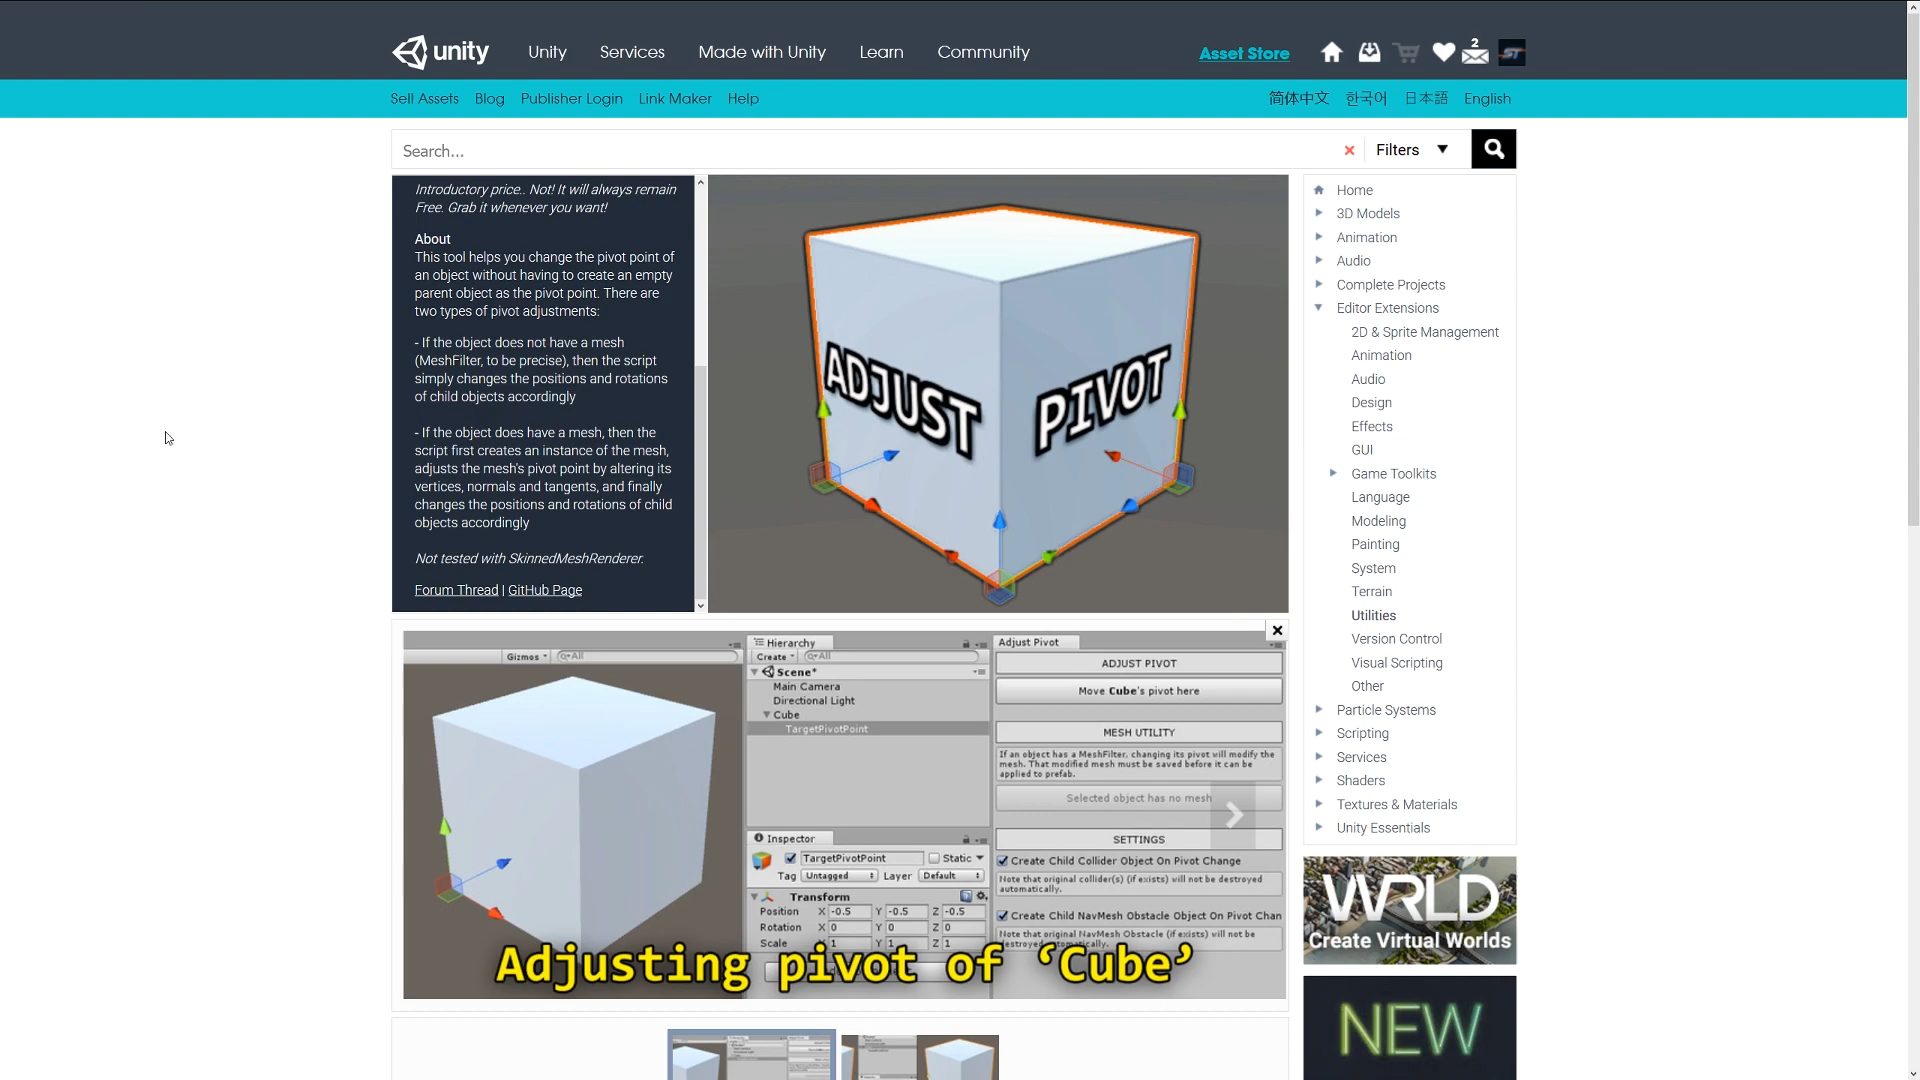 unity
Unity Services Made with Unity Learn Community
Asset Store
2
ST
Sell Assets Blog Publisher Login Link Maker Help
简体中文 한국어 日本語 English
Search...
Filters
Introductory price.. Not! It will always remain
Free. Grab it whenever you want!
About
This tool helps you change the pivot point of
an object without having to create an empty
parent object as the pivot point. There are
two types of pivot adjustments:
- If the object does not have a mesh
(MeshFilter, to be precise), then the script
simply changes the positions and rotations
of child objects accordingly
- If the object does have a mesh, then the
script first creates an instance of the mesh,
adjusts the mesh's pivot point by altering its
vertices, normals and tangents, and finally
changes the positions and rotations of child
objects accordingly
Not tested with SkinnedMeshRenderer.
Forum Thread | GitHub Page
ADJUST PIVOT
Home
3D Models
Animation
Audio
Complete Projects
Editor Extensions
2D & Sprite Management
Animation
Audio
Design
Effects
GUI
Game Toolkits
Language
Modeling
Painting
System
Terrain
Utilities
Version Control
Visual Scripting
Other
Particle Systems
Scripting
Services
Shaders
Textures & Materials
Unity Essentials
Gizmos All
Hierarchy
Create All
Scene*
Main Camera
Directional Light
Cube
TargetPivotPoint
Inspector
TargetPivotPoint Static
Tag Untagged Layer Default
Transform
Position X -0.5 Y -0.5 Z -0.5
Rotation X 0 Y 0 Z 0
Scale X 1 Y 1 Z 1
Adjust Pivot
ADJUST PIVOT
Move Cube's pivot here
MESH UTILITY
If an object has a MeshFilter, changing its pivot will modify the
mesh. That modified mesh must be saved before it can be
applied to prefab.
Selected object has no mesh
SETTINGS
Create Child Collider Object On Pivot Change
Note that original collider(s) (if exists) will not be destroyed
automatically.
Create Child NavMesh Obstacle Object On Pivot Chan
Note that original NavMesh Obstacle (if exists) will not be
destroyed automatically.
Adjusting pivot of ‘Cube’
WRLD
Create Virtual Worlds
NEW